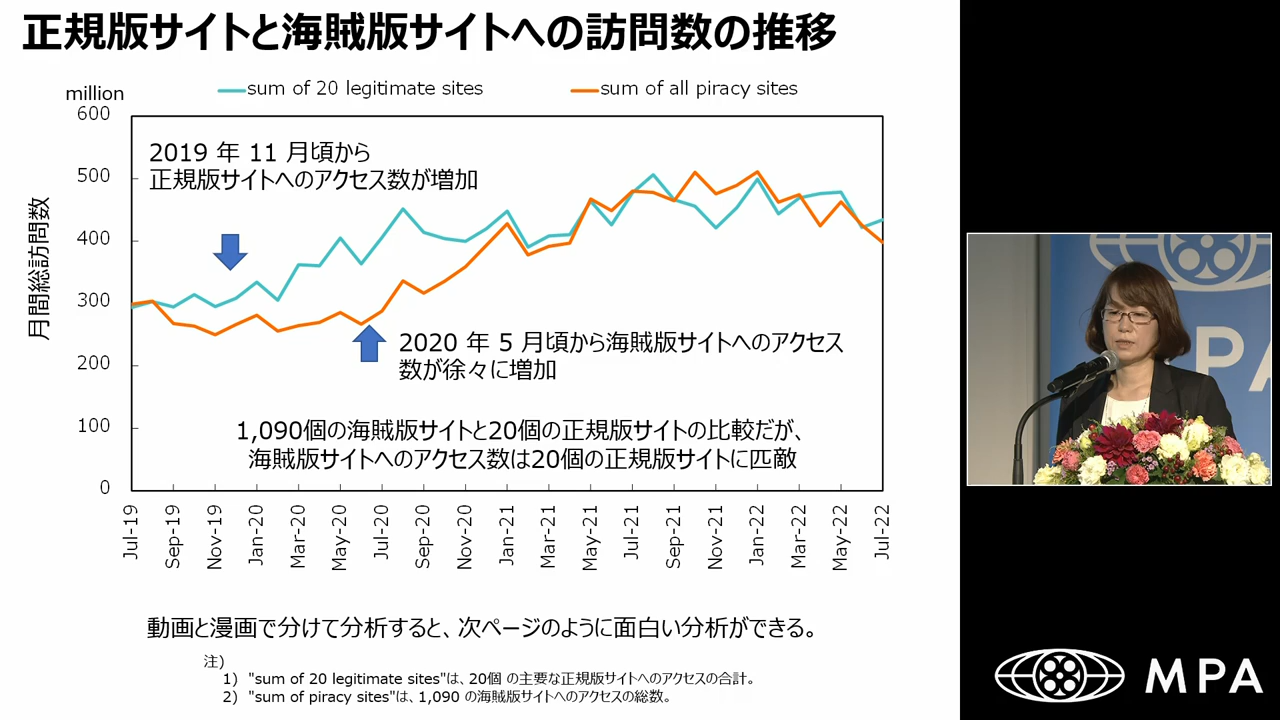 正規版サイトと海賊版サイトへの訪問数の推移
million
sum of 20 legitimate sites
sum of all piracy sites
600
500
400
300
200
100
0
月間総訪問数
2019 年 11 月頃から
正規版サイトへのアクセス数が増加
2020 年 5 月頃から海賊版サイトへのアクセス
数が徐々に増加
1,090個の海賊版サイトと20個の正規版サイトの比較だが、
海賊版サイトへのアクセス数は20個の正規版サイトに匹敵
Jul-19
Sep-19
Nov-19
Jan-20
Mar-20
May-20
Jul-20
Sep-20
Nov-20
Jan-21
Mar-21
May-21
Jul-21
Sep-21
Nov-21
Jan-22
Mar-22
May-22
Jul-22
動画と漫画で分けて分析すると、次ページのように面白い分析ができる。
注)
1) "sum of 20 legitimate sites"は、20個 の主要な正規版サイトへのアクセスの合計。
2) "sum of piracy sites"は、1,090 の海賊版サイトへのアクセスの総数。
MPA
MPA